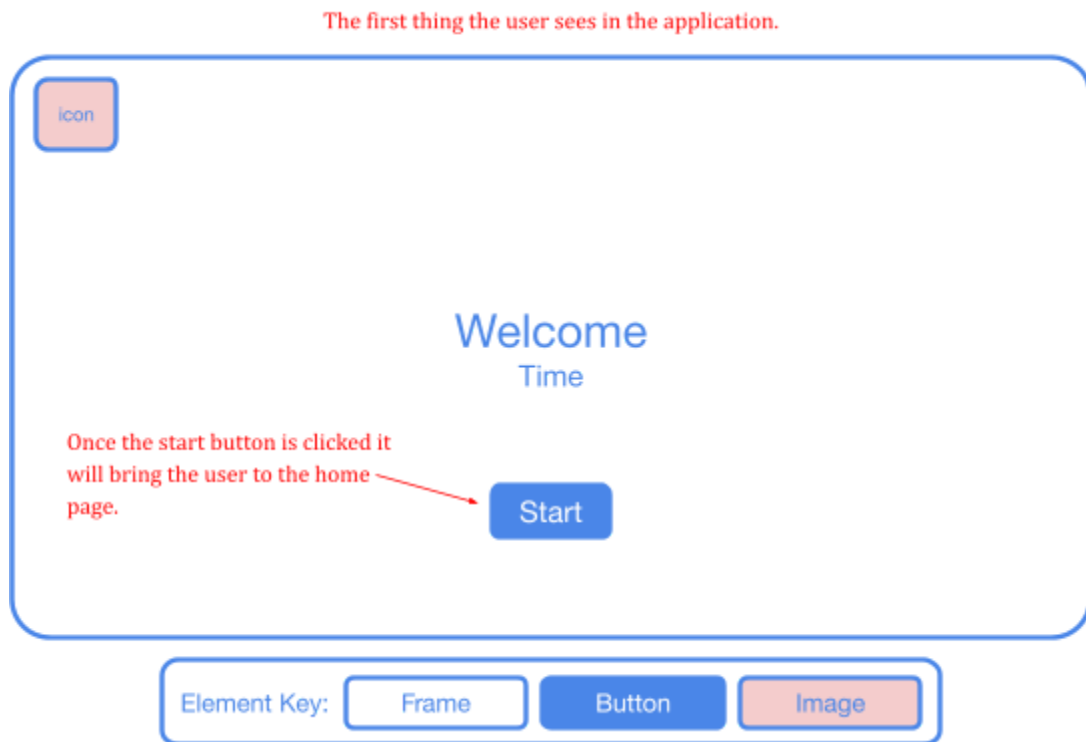 The first thing the user sees in the application.
icon
Welcome
Time
Once the start button is clicked it
will bring the user to the home
page.
Start
Element Key: Frame Button Image